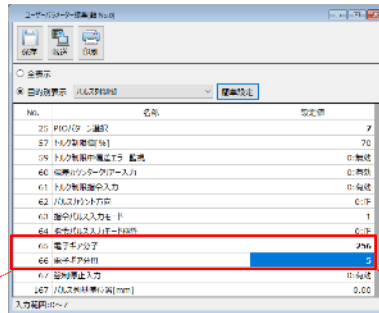 ユーザーパラメーター編集[軸 No.0]
保存 転送 印刷
全表示
目的別表示 パルス列制御 簡単設定
No. 名称 設定値
25 PIOパターン選択 7
57 トルク制限値[%] 70
59 トルク制限中偏差エラー監視 0:無効
60 偏差カウンタークリアー入力 0:有効
61 トルク制限指令入力 0:有効
62 パルスカウント方向 0:正
63 指令パルス入力モード 1
64 指令パルス入力モード極性 0:正
65 電子ギア分子 256
66 電子ギア分母 5
67 強制停止入力 0:有効
167 パルス列基準位置[mm] 0.00
入力範囲:0~7